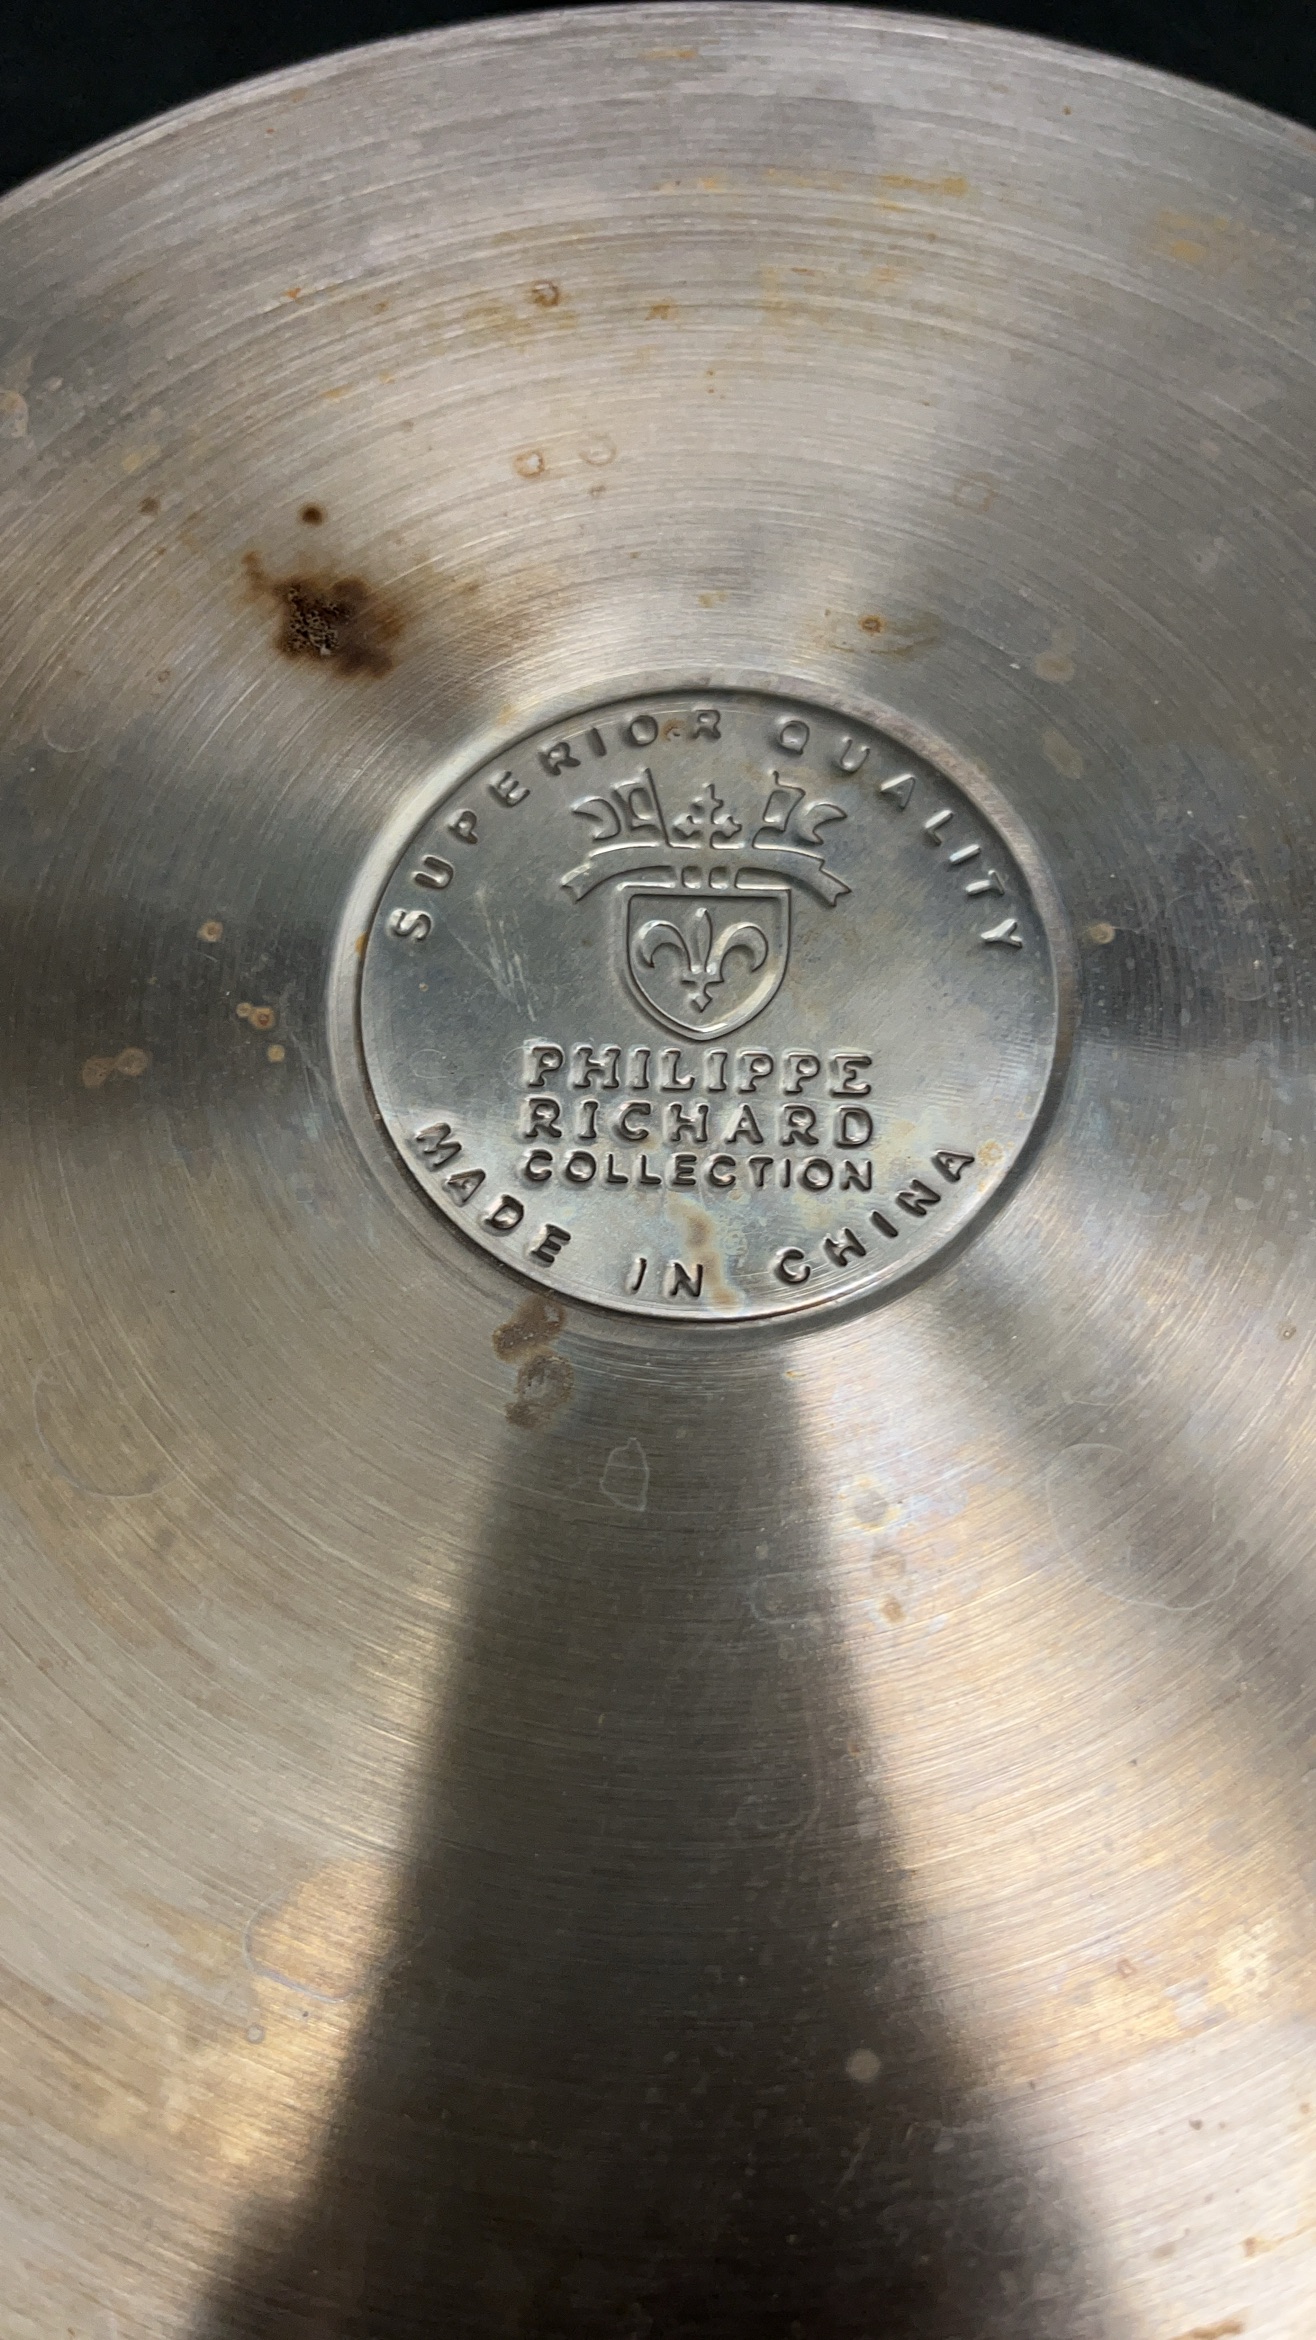 SUPERIOR QUALITY
PHILIPPE
RICHARD
COLLECTION
MADE IN CHINA